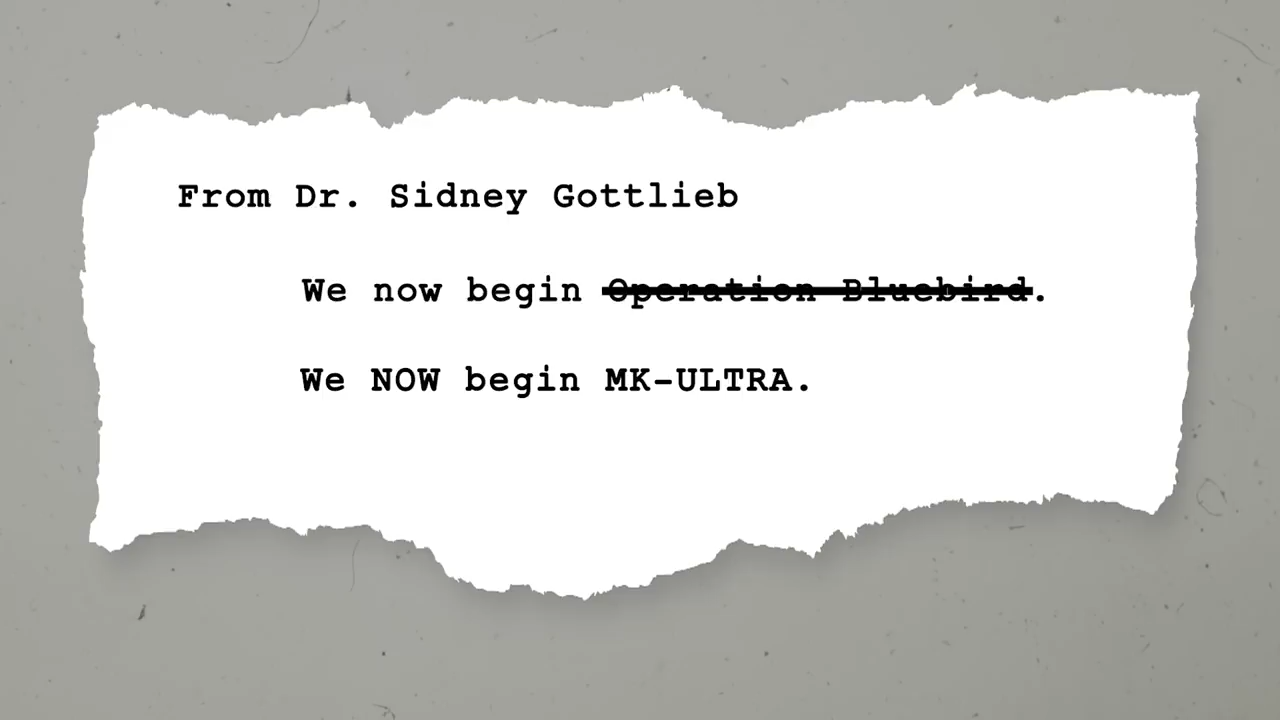 From Dr. Sidney Gottlieb
We now begin Operation Bluebird.
We NOW begin MK-ULTRA.